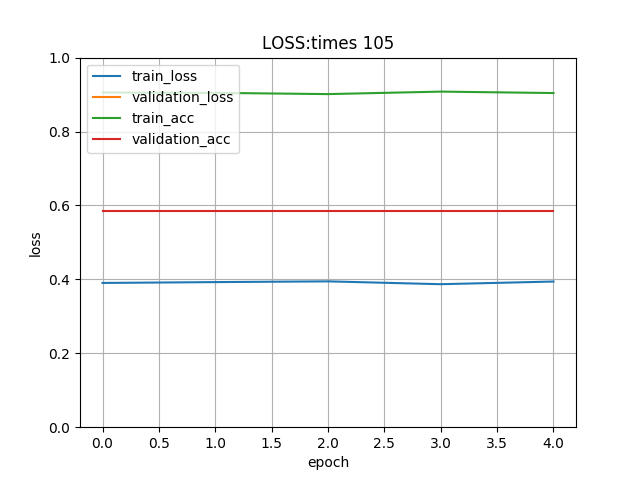 LOSS:times 105
train_loss
validation_loss
train_acc
validation_acc
1.0
0.8
0.6
0.4
0.2
0.0
loss
0.0 0.5 1.0 1.5 2.0 2.5 3.0 3.5 4.0
epoch